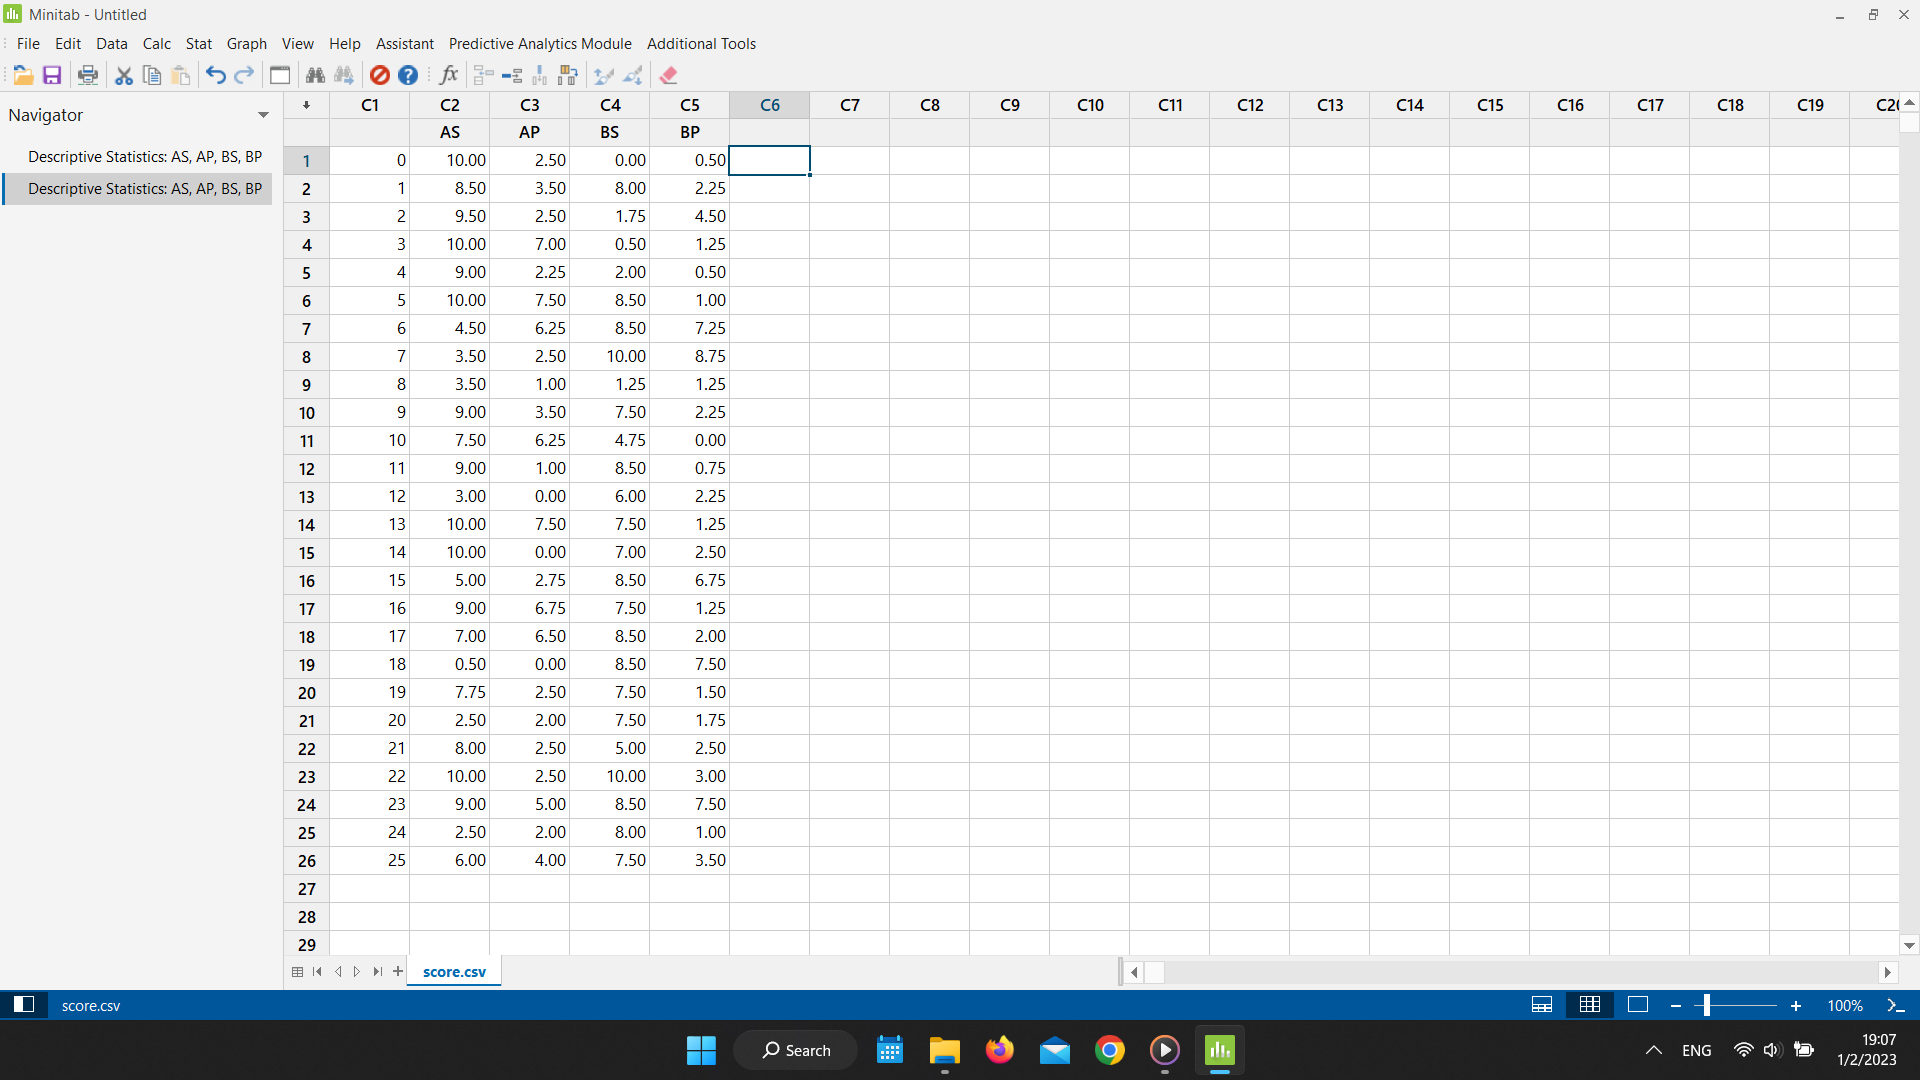 Minitab - Untitled
File Edit Data Calc Stat Graph View Help Assistant Predictive Analytics Module Additional Tools
Navigator
Descriptive Statistics: AS, AP, BS, BP
Descriptive Statistics: AS, AP, BS, BP
C1 C2 C3 C4 C5 C6 C7 C8 C9 C10 C11 C12 C13 C14 C15 C16 C17 C18 C19 C20
AS AP BS BP
1 0 10.00 2.50 0.00 0.50
2 1 8.50 3.50 8.00 2.25
3 2 9.50 2.50 1.75 4.50
4 3 10.00 7.00 0.50 1.25
5 4 9.00 2.25 2.00 0.50
6 5 10.00 7.50 8.50 1.00
7 6 4.50 6.25 8.50 7.25
8 7 3.50 2.50 10.00 8.75
9 8 3.50 1.00 1.25 1.25
10 9 9.00 3.50 7.50 2.25
11 10 7.50 6.25 4.75 0.00
12 11 9.00 1.00 8.50 0.75
13 12 3.00 0.00 6.00 2.25
14 13 10.00 7.50 7.50 1.25
15 14 10.00 0.00 7.00 2.50
16 15 5.00 2.75 8.50 6.75
17 16 9.00 6.75 7.50 1.25
18 17 7.00 6.50 8.50 2.00
19 18 0.50 0.00 8.50 7.50
20 19 7.75 2.50 7.50 1.50
21 20 2.50 2.00 7.50 1.75
22 21 8.00 2.50 5.00 2.50
23 22 10.00 2.50 10.00 3.00
24 23 9.00 5.00 8.50 7.50
25 24 2.50 2.00 8.00 1.00
26 25 6.00 4.00 7.50 3.50
27
28
29
score.csv
score.csv 100%
Search ENG 19:07
1/2/2023